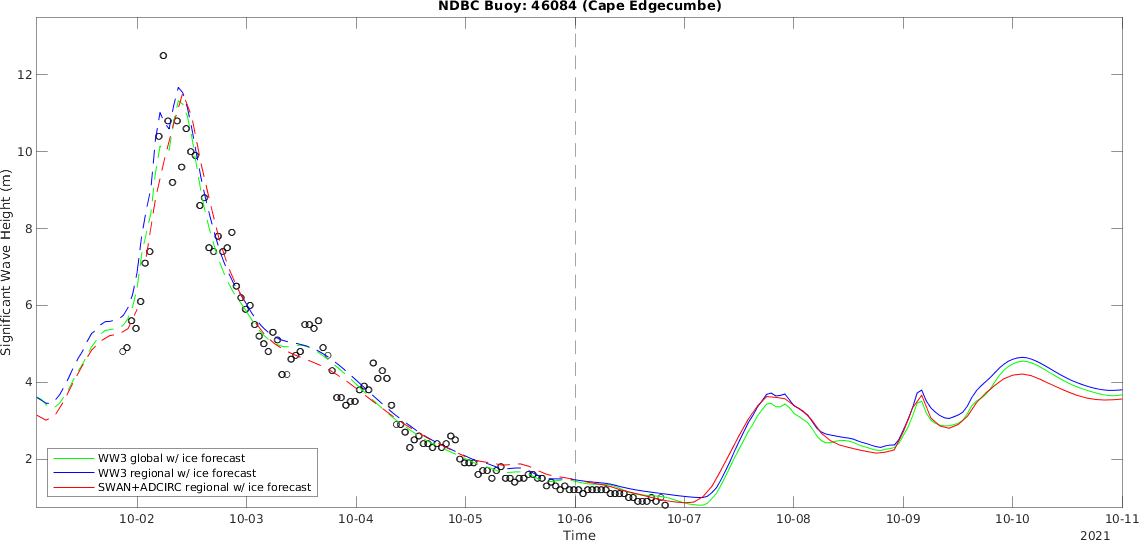 NDBC Buoy: 46084 (Cape Edgecumbe)
Significant Wave Height (m)
12
10
8
6
4
2
WW3 global w/ ice forecast
WW3 regional w/ ice forecast
SWAN+ADCIRC regional w/ ice forecast
10-02 10-03 10-04 10-05 10-06 10-07 10-08 10-09 10-10 10-11
Time
2021